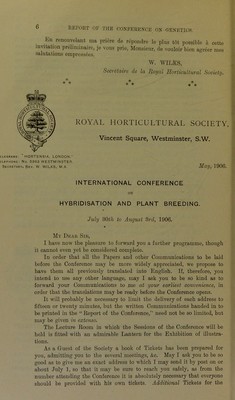 6 REPORT OF THE CONFERENCE ON GENETICS
En renouvelant ma prière de répondre le plus tôt possible à cette
invitation préliminaire, je vous prie, Monsieur, de vouloir bien agréer mes
salutations empressées.
W. WILKS,
Secrétaire de la Royal Horticultural Society.
ROYAL HORTICULTURAL SOCIETY,
Vincent Square, Westminster, S.W.
"HORTENSIA LONDON."
WESTMINSTER
SECRETARY, REV. W. WILKS, M.A.
May, 1906.
INTERNATIONAL CONFERENCE
ON
HYBRIDISATION AND PLANT BREEDING.
July 30th to August 3rd, 1906.
MY DEAR SIR,
I have now the pleasure to forward you a further programme, though
it cannot even yet be considered complete.
In order that all the Papers and other Communications to be laid
before the Conference may be more widely appreciated, we propose to
have them all previously translated into English. If, therefore, you
intend to use any other language, may I ask you to be so kind as to
forward your Communications to me at your earliest convenience, in
order that the translations may be ready before the Conference opens.
It will probably be necessary to limit the delivery of each address to
fifteen or twenty minutes, but the written Communications handed in to
be printed in the "Report of the Conference," need not be so limited, but
may be given in extenso.
The Lecture Room in which the Sessions of the Conference will be
held is fitted with an admirable Lantern for the Exhibition of illustra-
tions.
As a Guest of the Society a book of Tickets has been prepared for
you, admitting you to the several meetings, &c. May I ask you to be so
good as to give me an exact address to which I may send it by post on or
about July 1, so that it may be sure to reach you safely, as from the
number attending the Conference it is absolutely necessary that everyone
should be provided with his own tickets. Additional Tickets for the